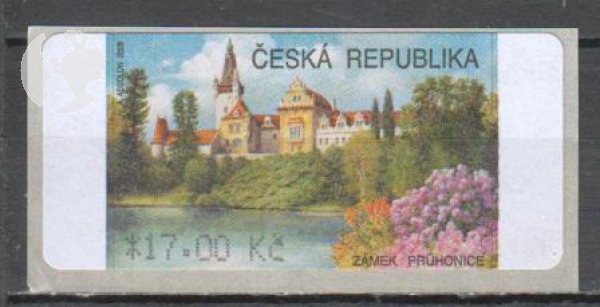 ČESKÁ REPUBLIKA
*17.00 Kč
ZÁMEK PRŮHONICE